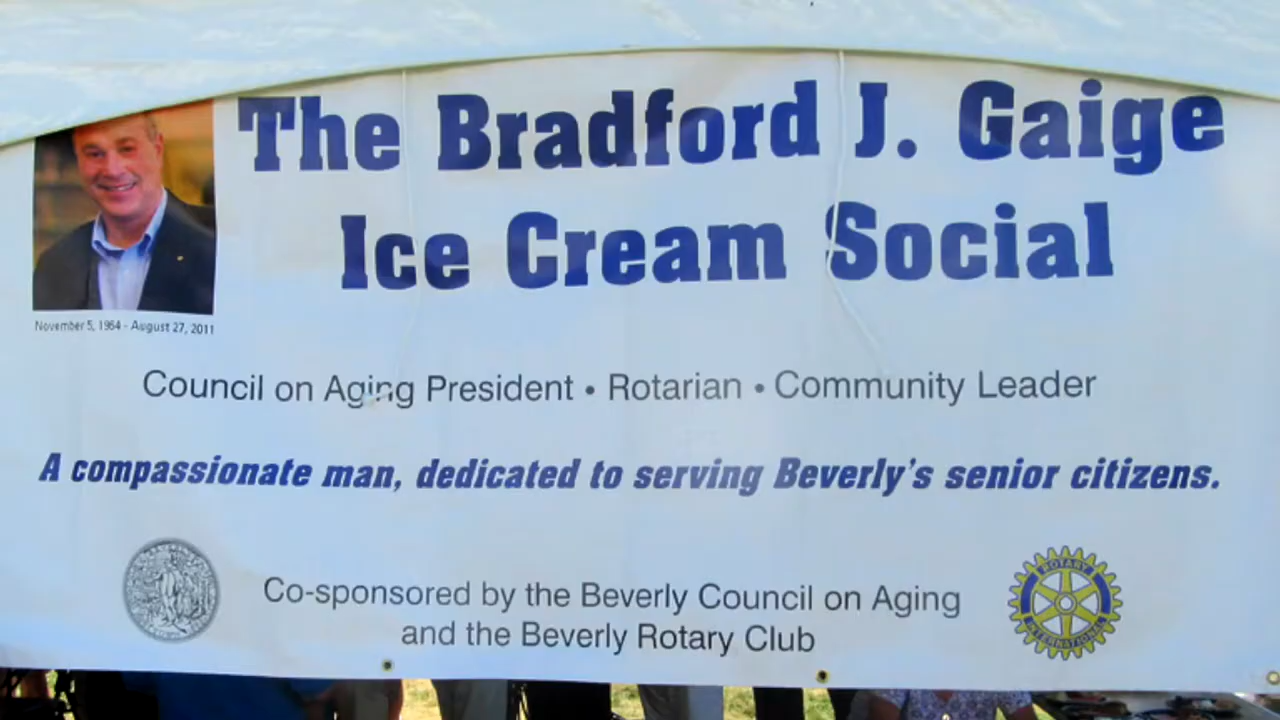 The Bradford J. Gaige
Ice Cream Social
November 5, 1964 - August 27, 2011
Council on Aging President • Rotarian • Community Leader
A compassionate man, dedicated to serving Beverly's senior citizens.
Co-sponsored by the Beverly Council on Aging
and the Beverly Rotary Club
ROTARY
INTERNATIONAL